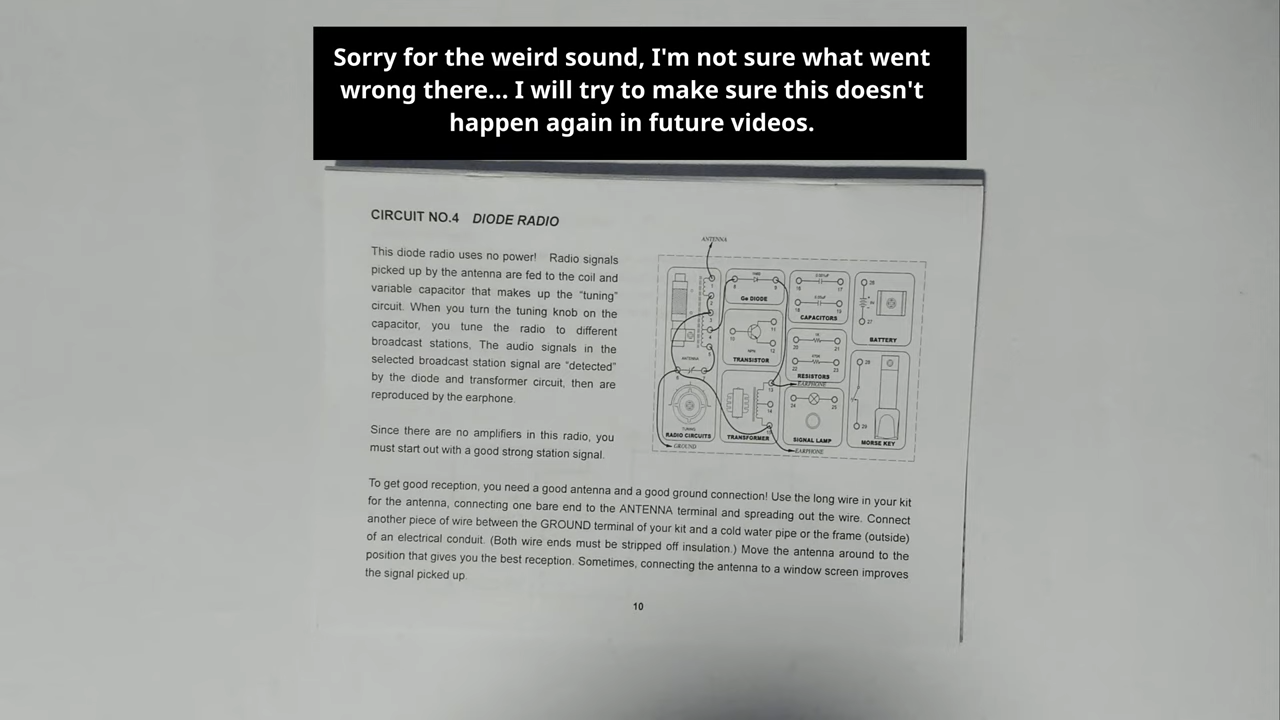 Sorry for the weird sound, I'm not sure what went
wrong there... I will try to make sure this doesn't
happen again in future videos.
CIRCUIT NO.4 DIODE RADIO
This diode radio uses no power! Radio signals
picked up by the antenna are fed to the coil and
variable capacitor that makes up the “tuning”
circuit. When you turn the tuning knob on the
capacitor, you tune the radio to different
broadcast stations, The audio signals in the
selected broadcast station signal are “detected”
by the diode and transformer circuit, then are
reproduced by the earphone.
Since there are no amplifiers in this radio, you
must start out with a good strong station signal.
ANTENNA
Ge DIODE
CAPACITORS
BATTERY
TRANSISTOR
RESISTORS
ANTENNA
EARPHONE
TUNING
RADIO CIRCUITS
TRANSFORMER
SIGNAL LAMP
MORSE KEY
GROUND
EARPHONE
To get good reception, you need a good antenna and a good ground connection! Use the long wire in your kit
for the antenna, connecting one bare end to the ANTENNA terminal and spreading out the wire. Connect
another piece of wire between the GROUND terminal of your kit and a cold water pipe or the frame (outside)
of an electrical conduit. (Both wire ends must be stripped off insulation.) Move the antenna around to the
position that gives you the best reception. Sometimes, connecting the antenna to a window screen improves
the signal picked up.
10